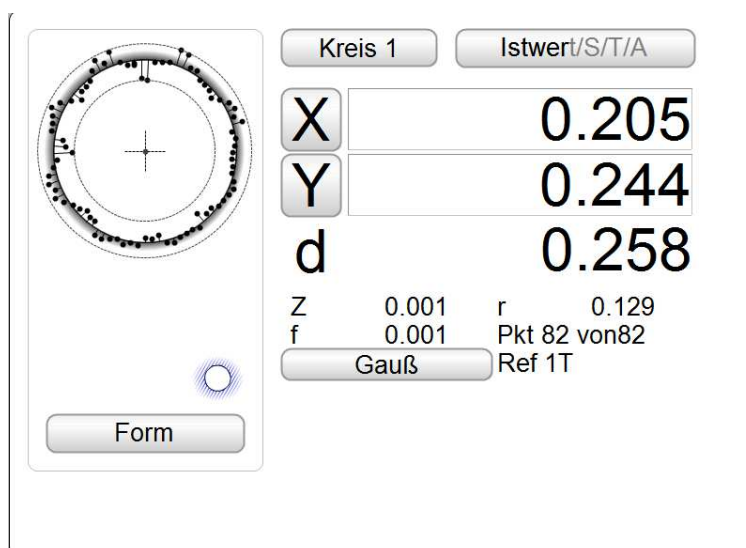 Kreis 1 Istwert/S/T/A
X 0.205
Y 0.244
d 0.258
Z 0.001 r 0.129
f 0.001 Pkt 82 von82
Gauß Ref 1T
Form